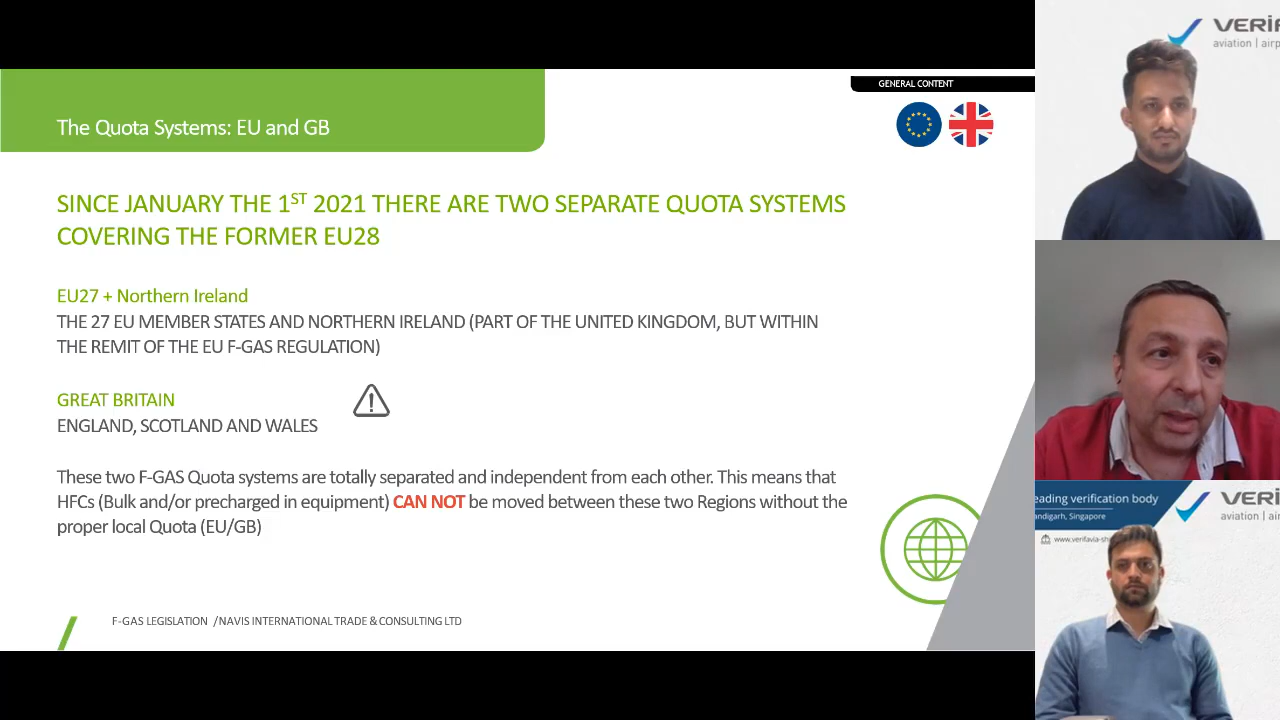 GENERAL CONTENT
The Quota Systems: EU and GB
SINCE JANUARY THE 1ST 2021 THERE ARE TWO SEPARATE QUOTA SYSTEMS
COVERING THE FORMER EU28
EU27 + Northern Ireland
THE 27 EU MEMBER STATES AND NORTHERN IRELAND (PART OF THE UNITED KINGDOM, BUT WITHIN
THE REMIT OF THE EU F-GAS REGULATION)
GREAT BRITAIN
ENGLAND, SCOTLAND AND WALES
These two F-GAS Quota systems are totally separated and independent from each other. This means that
HFCs (Bulk and/or precharged in equipment) CAN NOT be moved between these two Regions without the
proper local Quota (EU/GB)
F-GAS LEGISLATION /NAVIS INTERNATIONAL TRADE & CONSULTING LTD
VERIF
aviation | airp
eading verification body
andigarh, Singapore
www.verifavia-sh
VERIF
aviation | air